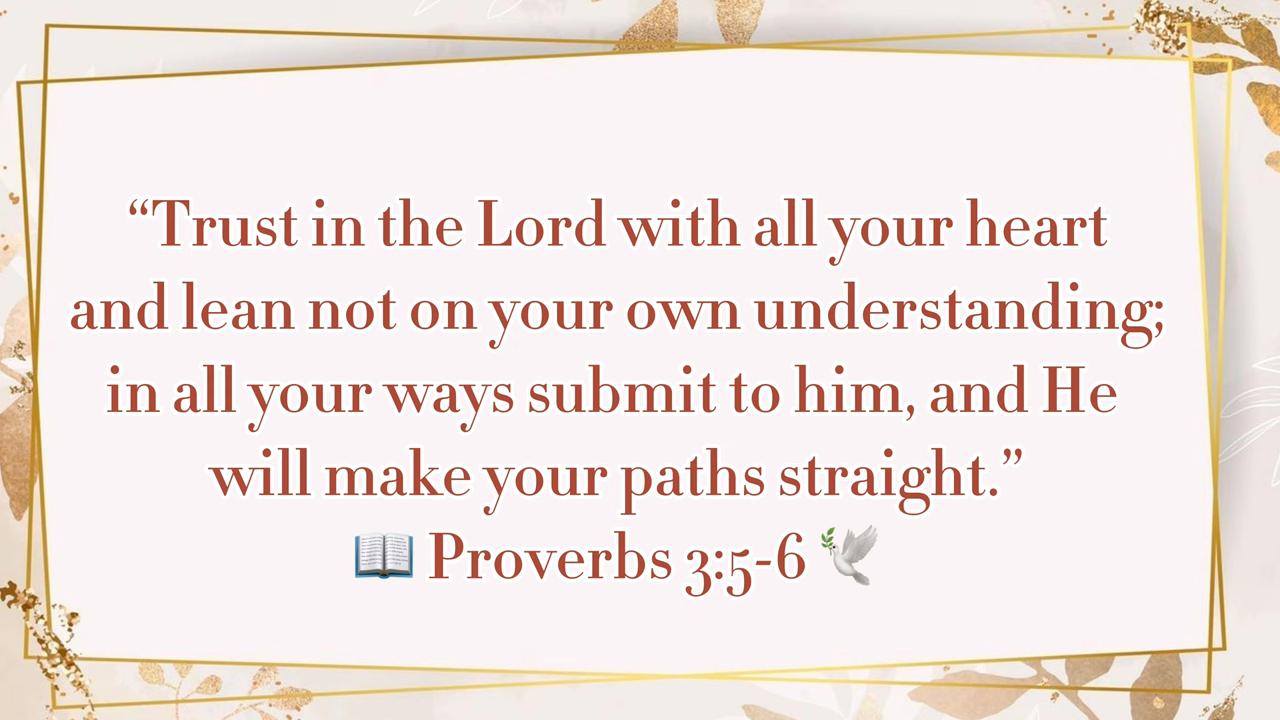 “Trust in the Lord with all your heart
and lean not on your own understanding;
in all your ways submit to him, and He
will make your paths straight.”
📖 Proverbs 3:5-6 🕊️